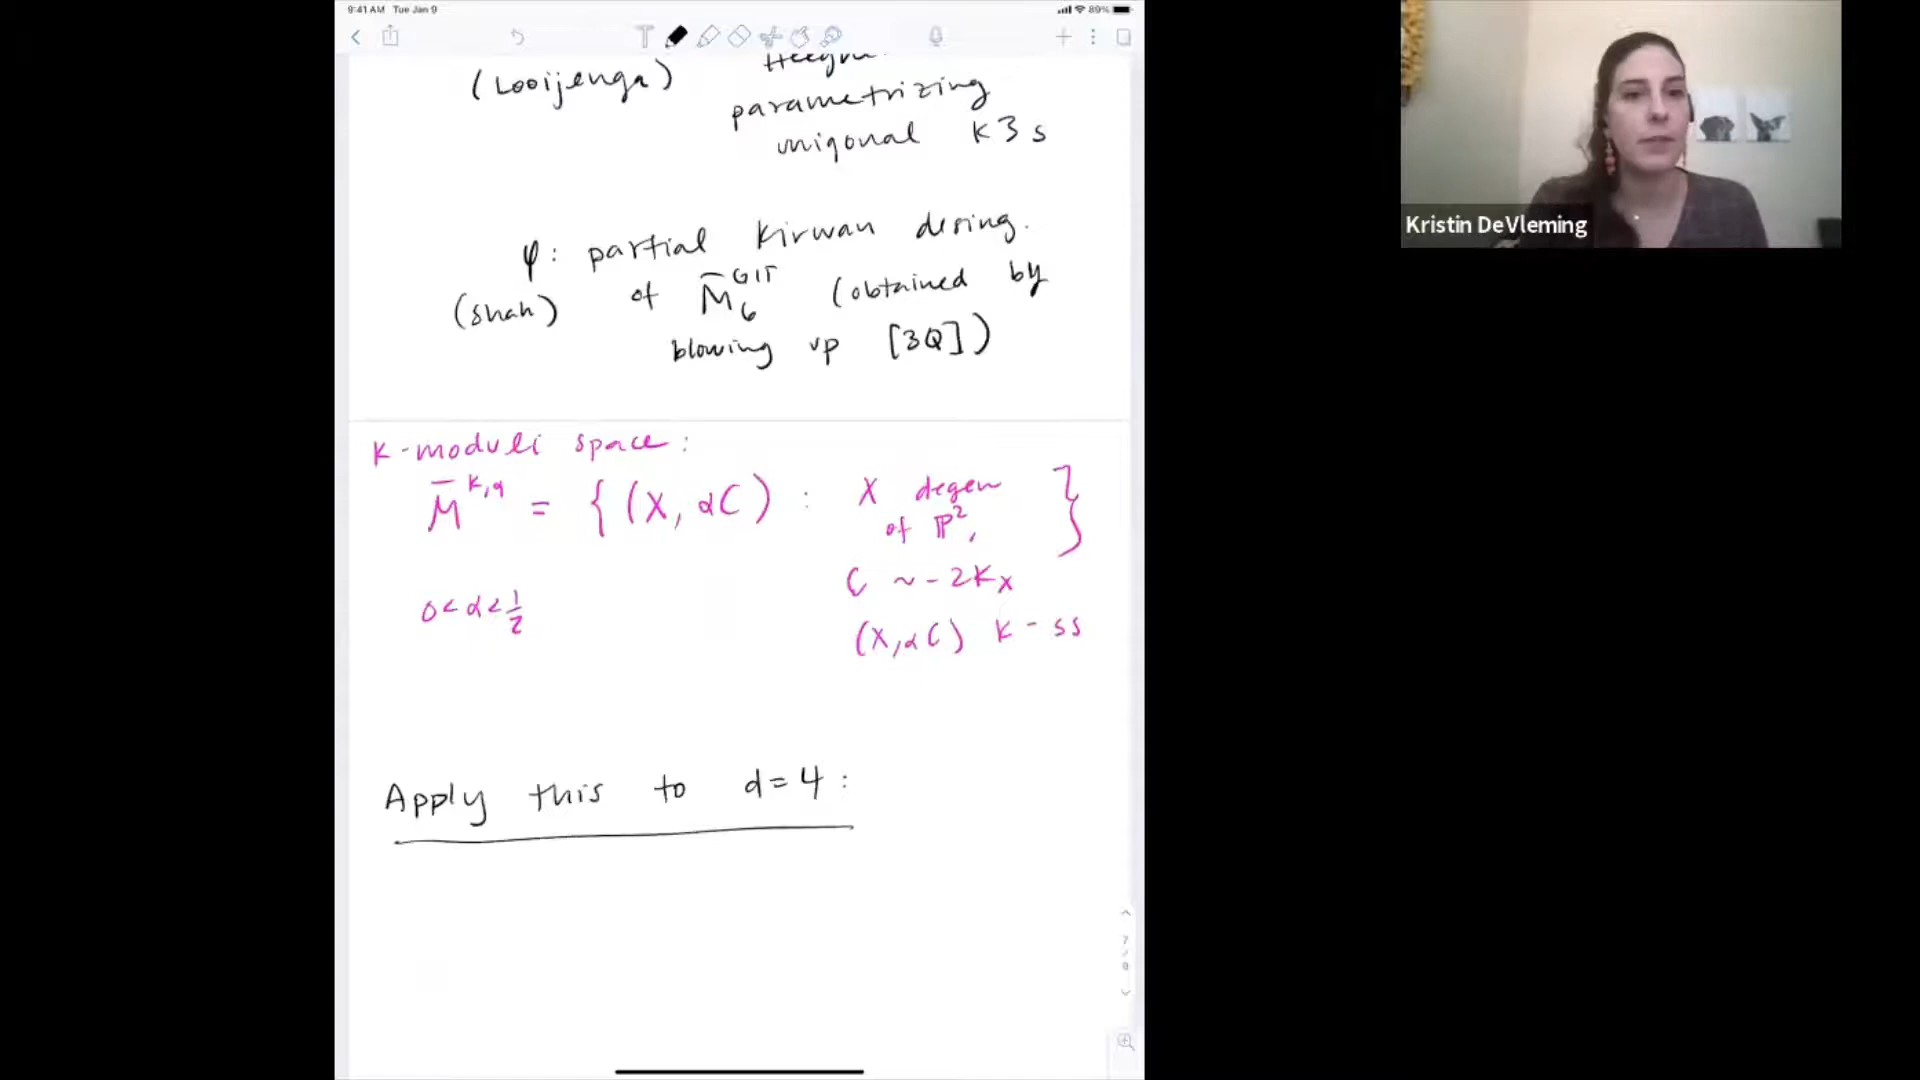 9:41 AM Tue Jan 9
89%
(Looijenga)
parametrizing
unigonal K3s
φ: partial Kirwan desing.
(Shah) of M̄₆^GIT (obtained by
blowing up [3Q])
K-moduli space:
M̄^{K,α} = { (X, αC) : X degen
of ℙ²,
C ~ -2Kx
0 < α < 1/2
(X, αC) K-ss
}
Apply this to d=4:
Kristin DeVleming